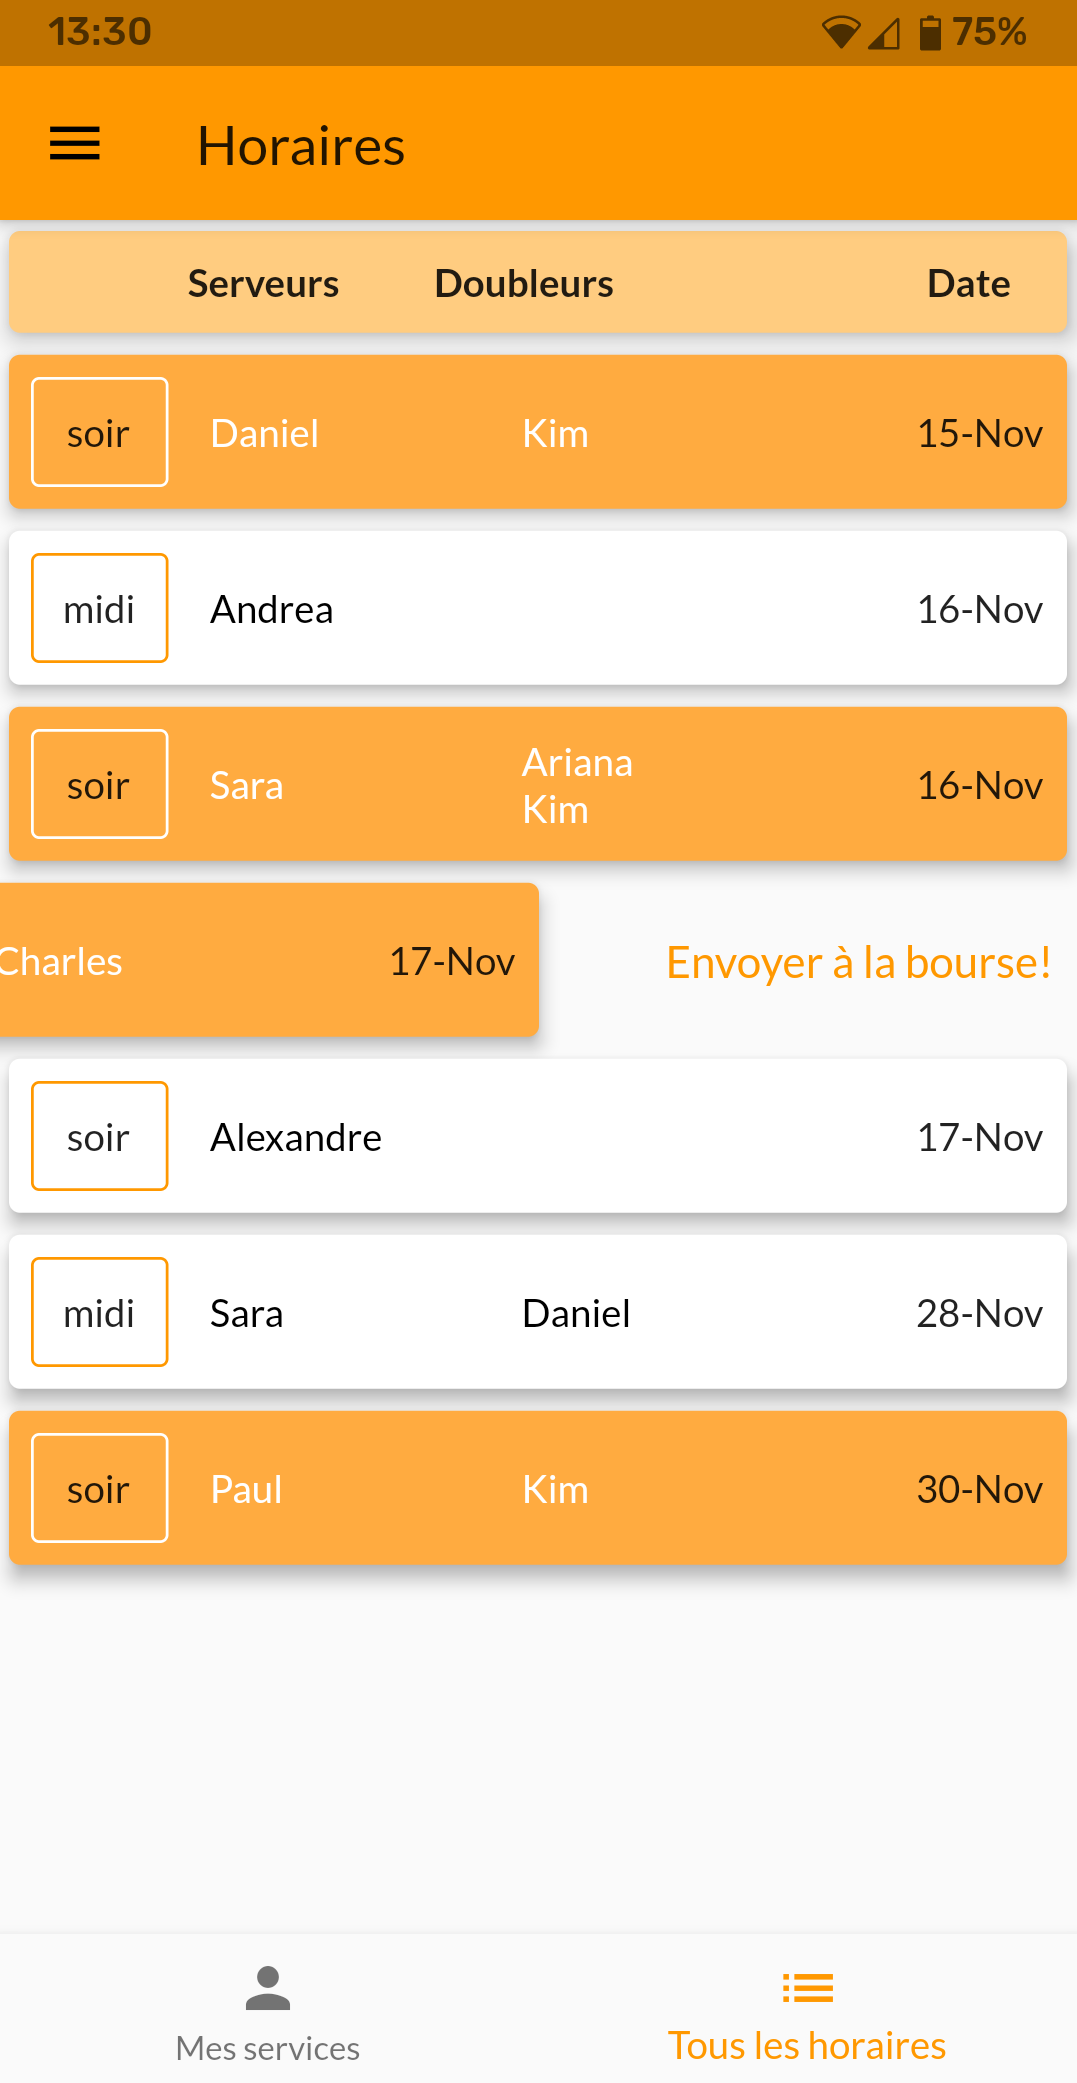 13:30 75%
Horaires
Serveurs Doubleurs Date
soir Daniel Kim 15-Nov
midi Andrea 16-Nov
soir Sara Ariana Kim 16-Nov
Charles 17-Nov Envoyer à la bourse!
soir Alexandre 17-Nov
midi Sara Daniel 28-Nov
soir Paul Kim 30-Nov
Mes services Tous les horaires